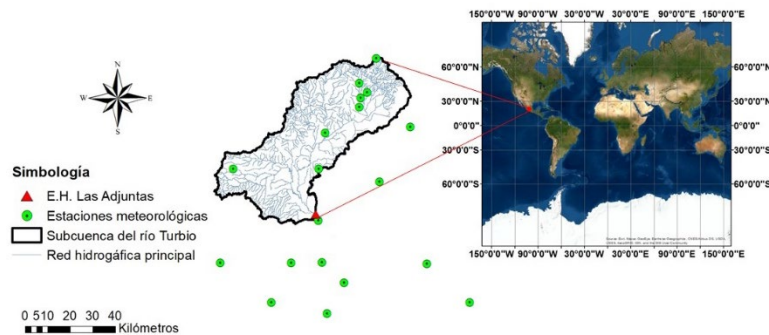 150°0'0"W 90°0'0"W 30°0'0"W 30°0'0"E 90°0'0"E 150°0'0"E
60°0'0"N 60°0'0"N
30°0'0"N 30°0'0"N
0°0'0" 0°0'0"
30°0'0"S 30°0'0"S
60°0'0"S 60°0'0"S
150°0'0"W 90°0'0"W 30°0'0"W 30°0'0"E 90°0'0"E 150°0'0"E
N
W E
S
Simbología
E.H. Las Adjuntas
Estaciones meteorológicas
Subcuenca del río Turbio
Red hidrogáfica principal
0 5 10 20 30 40
Kilómetros